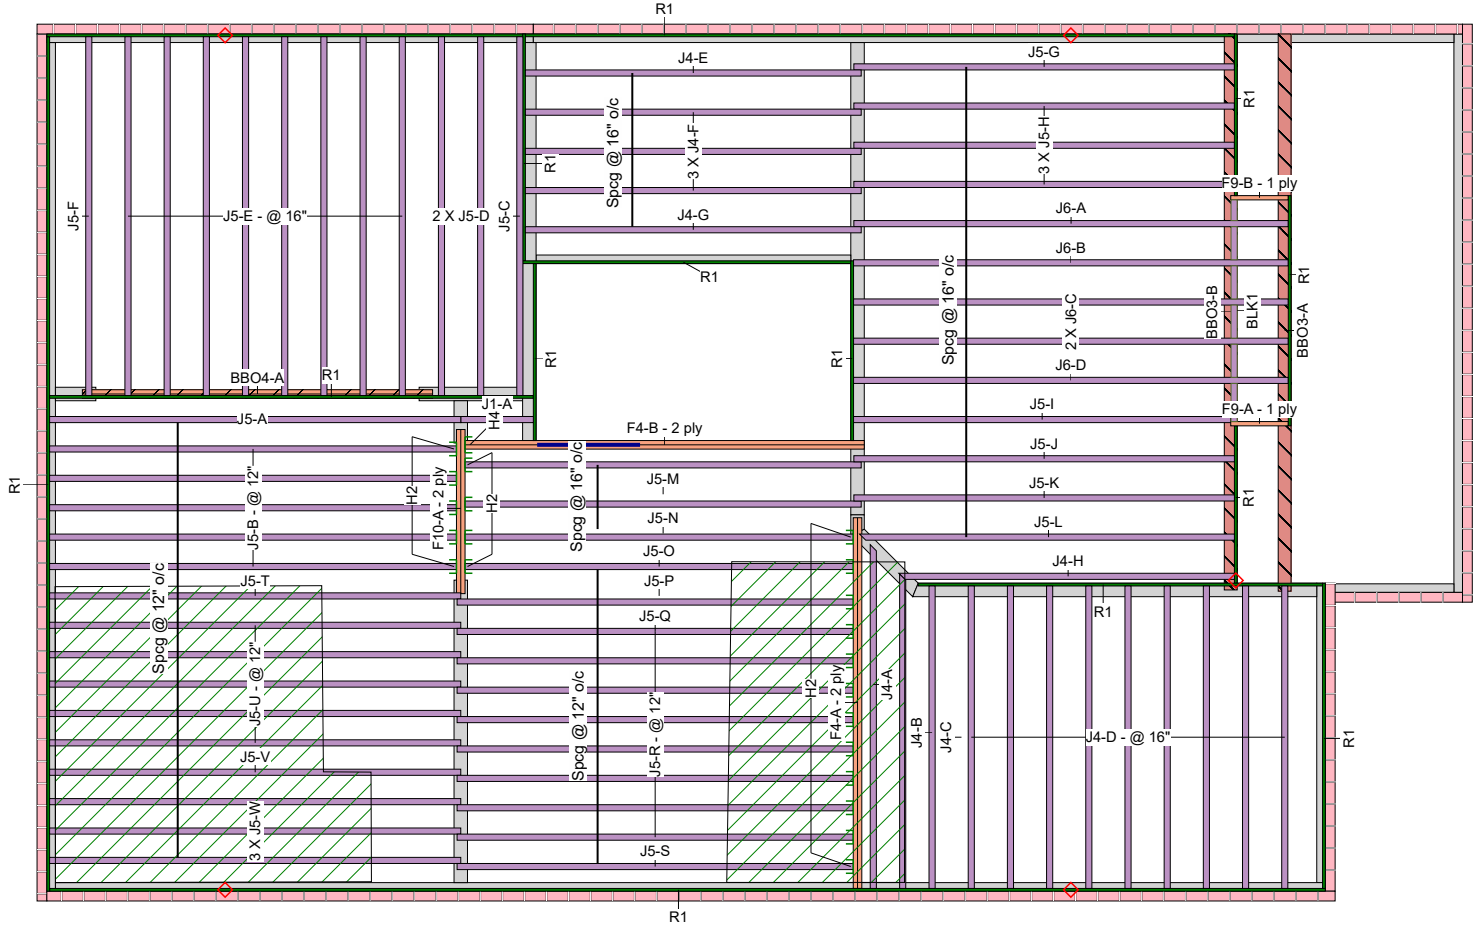 R1
J4-E
J5-G
Spcg @ 16" o/c
3 X J4-F
3 X J5-H
R1
R1
F9-B - 1 ply
J5-F
J5-E - @ 16"
2 X J5-D
J5-C
J4-G
J6-A
J6-B
R1
Spcg @ 16" o/c
R1
2 X J6-C
BBO3-B
BLK1
BBO3-A
R1
R1
J6-D
BBO4-A
R1
J5-A
J1-A
H4
F4-B - 2 ply
J5-I
F9-A - 1 ply
J5-J
R1
J5-B - @ 12"
H2
F10-A - 2 ply
H2
Spcg @ 16" o/c
J5-M
J5-K
R1
J5-N
J5-L
J5-O
J4-H
Spcg @ 12" o/c
J5-T
J5-P
R1
J5-Q
J5-U - @ 12"
Spcg @ 12" o/c
J5-R - @ 12"
H2
F4-A - 2 ply
J4-A
J4-B
J4-C
J4-D - @ 16"
R1
J5-V
3 X J5-W
J5-S
R1